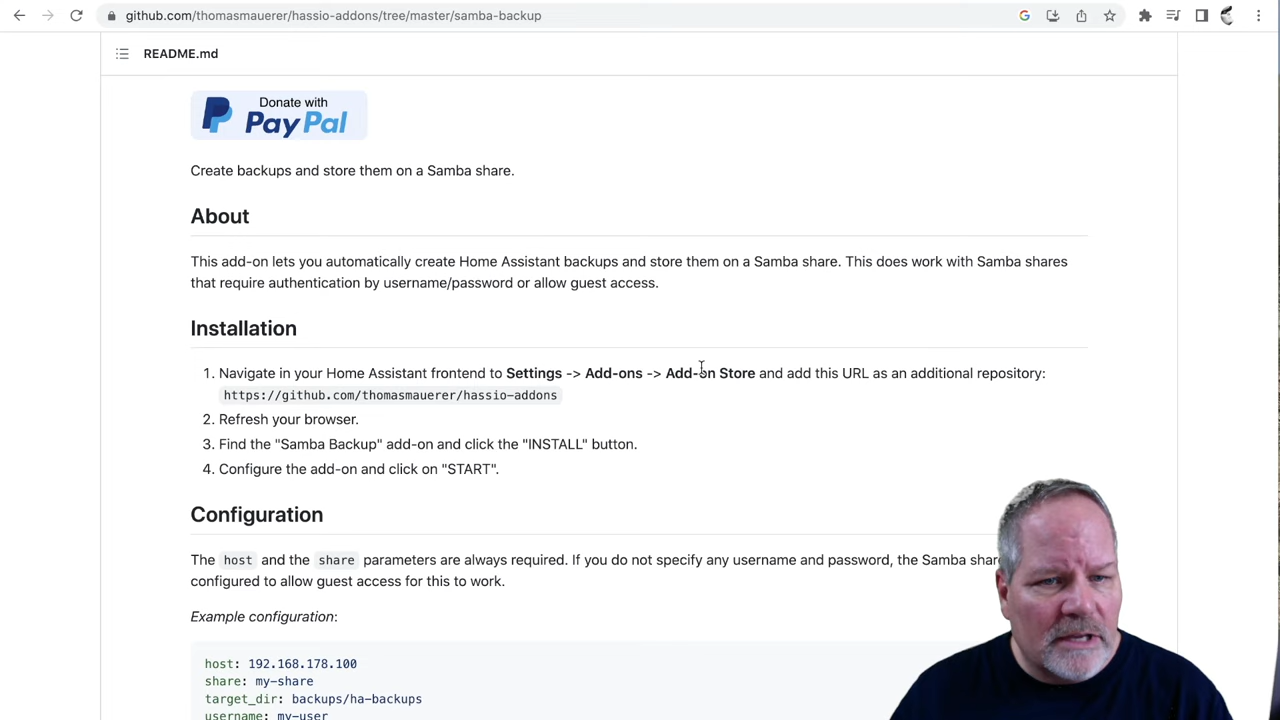 github.com/thomasmauerer/hassio-addons/tree/master/samba-backup
README.md
Donate with
PayPal
Create backups and store them on a Samba share.
About
This add-on lets you automatically create Home Assistant backups and store them on a Samba share. This does work with Samba shares
that require authentication by username/password or allow guest access.
Installation
1. Navigate in your Home Assistant frontend to Settings -> Add-ons -> Add-on Store and add this URL as an additional repository:
https://github.com/thomasmauerer/hassio-addons
2. Refresh your browser.
3. Find the "Samba Backup" add-on and click the "INSTALL" button.
4. Configure the add-on and click on "START".
Configuration
The host and the share parameters are always required. If you do not specify any username and password, the Samba share
configured to allow guest access for this to work.
Example configuration:
host: 192.168.178.100
share: my-share
target_dir: backups/ha-backups
username: my-user